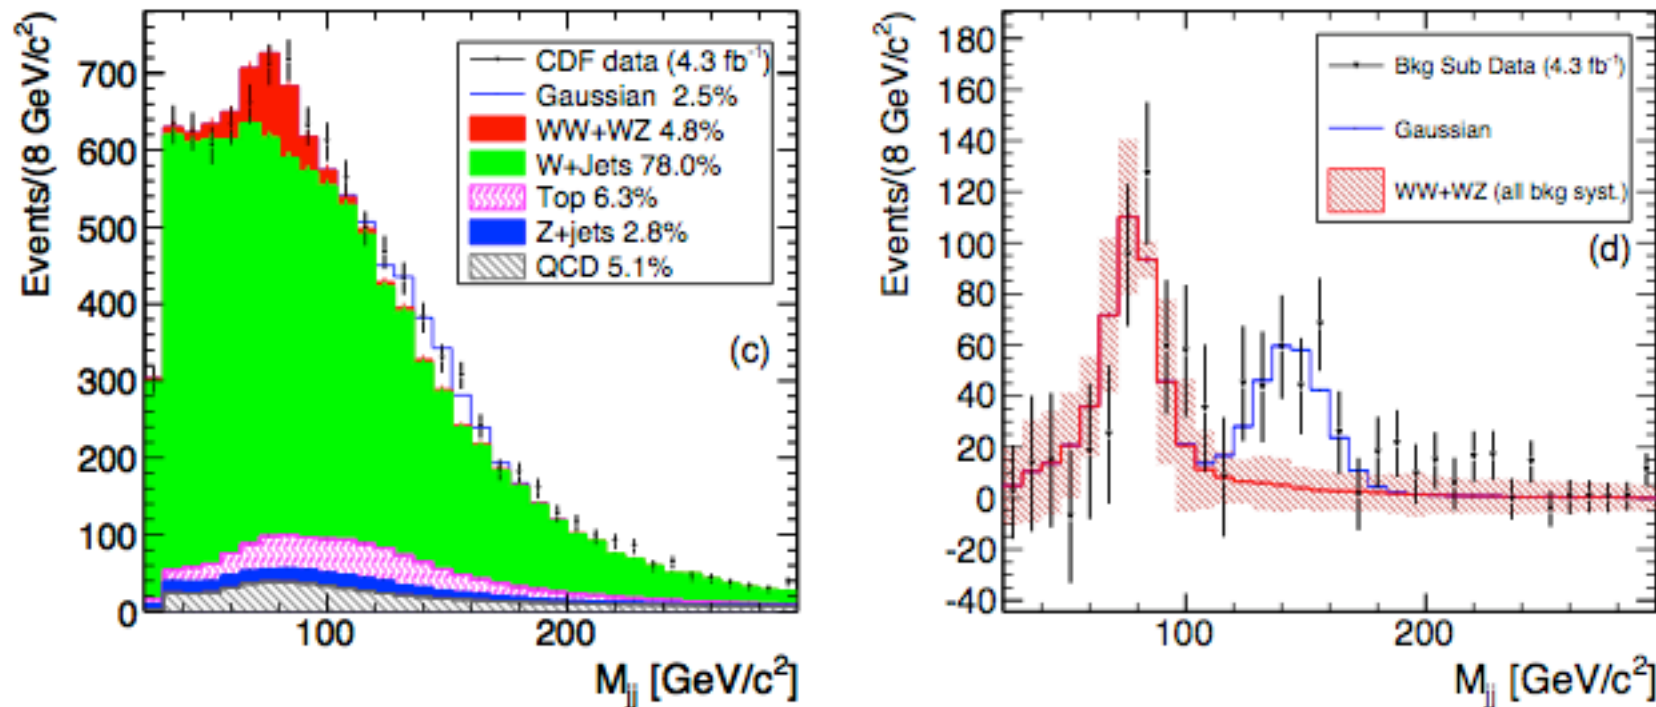 Events/(8 GeV/c²)
700
600
500
400
300
200
100
0
CDF data (4.3 fb⁻¹)
Gaussian 2.5%
WW+WZ 4.8%
W+Jets 78.0%
Top 6.3%
Z+jets 2.8%
QCD 5.1%
(c)
100
200
M_jj [GeV/c²]
Events/(8 GeV/c²)
180
160
140
120
100
80
60
40
20
0
-20
-40
Bkg Sub Data (4.3 fb⁻¹)
Gaussian
WW+WZ (all bkg syst.)
(d)
100
200
M_jj [GeV/c²]